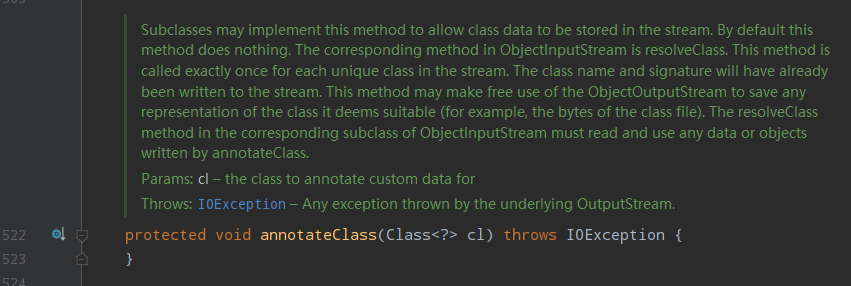 Subclasses may implement this method to allow class data to be stored in the stream. By default this
method does nothing. The corresponding method in ObjectInputStream is resolveClass. This method is
called exactly once for each unique class in the stream. The class name and signature will have already
been written to the stream. This method may make free use of the ObjectOutputStream to save any
representation of the class it deems suitable (for example, the bytes of the class file). The resolveClass
method in the corresponding subclass of ObjectInputStream must read and use any data or objects
written by annotateClass.
Params: cl – the class to annotate custom data for
Throws: IOException – Any exception thrown by the underlying OutputStream.
522 protected void annotateClass(Class<?> cl) throws IOException {
523 }